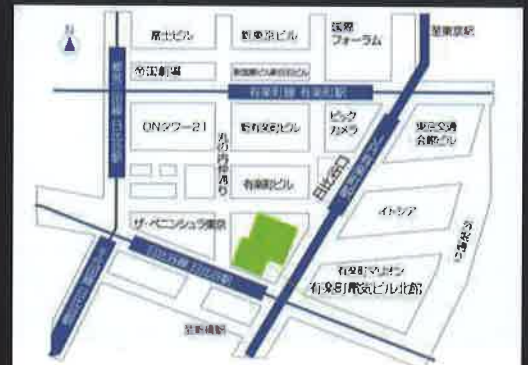 N
富士ビル
新東京ビル
国際
フォーラム
至東京駅
帝国劇場
有楽町線 有楽町駅
DNタワー21
丸の内仲通り
新有楽町ビル
ビック
カメラ
東京交通
会館ビル
日比谷口
有楽町ビル
イトシア
ザ・ペニンシュラ東京
日比谷線 日比谷駅
有楽町マリオン
有楽町電気ビル北館
至新橋駅